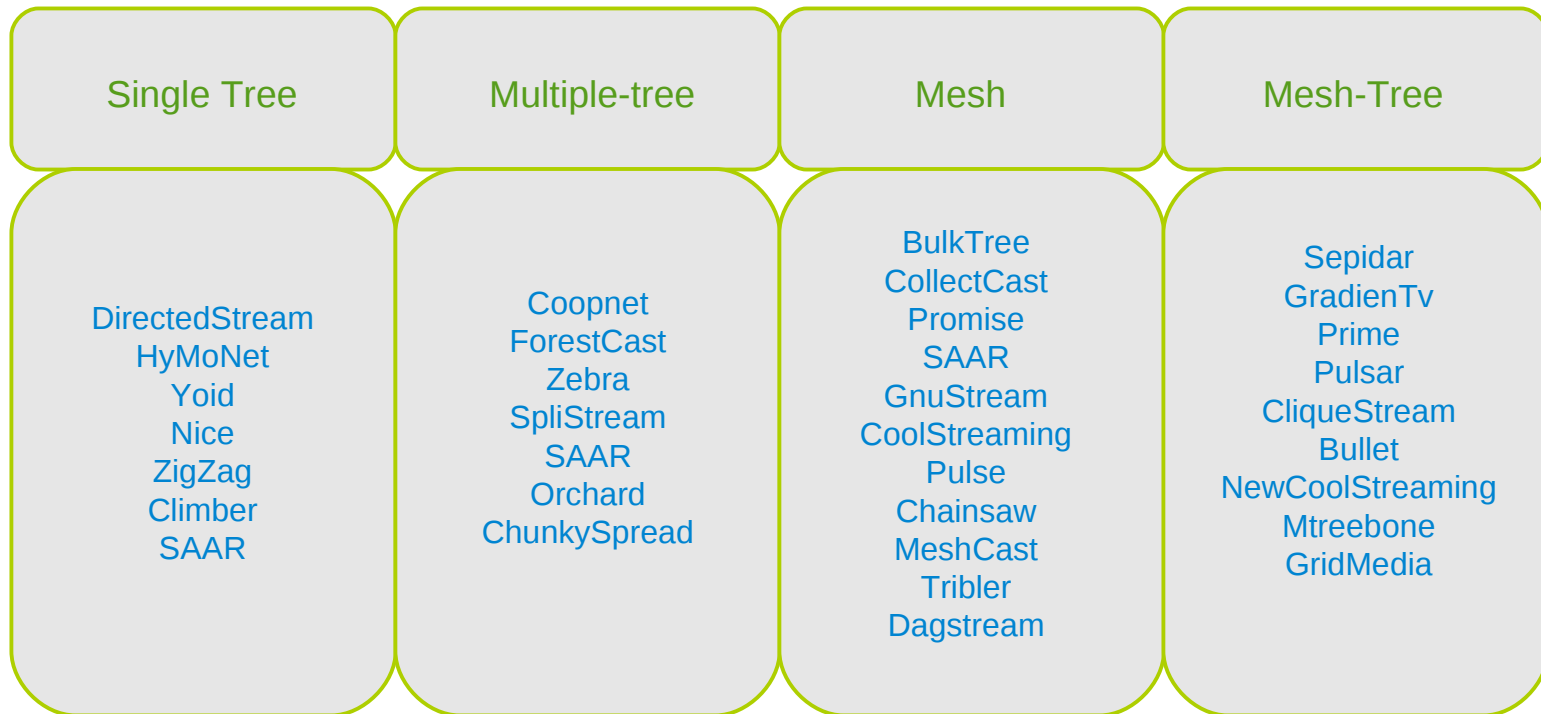 Single Tree
Multiple-tree
Mesh
Mesh-Tree
DirectedStream
HyMoNet
Yoid
Nice
ZigZag
Climber
SAAR
Coopnet
ForestCast
Zebra
SpliStream
SAAR
Orchard
ChunkySpread
BulkTree
CollectCast
Promise
SAAR
GnuStream
CoolStreaming
Pulse
Chainsaw
MeshCast
Tribler
Dagstream
Sepidar
GradienTv
Prime
Pulsar
CliqueStream
Bullet
NewCoolStreaming
Mtreebone
GridMedia